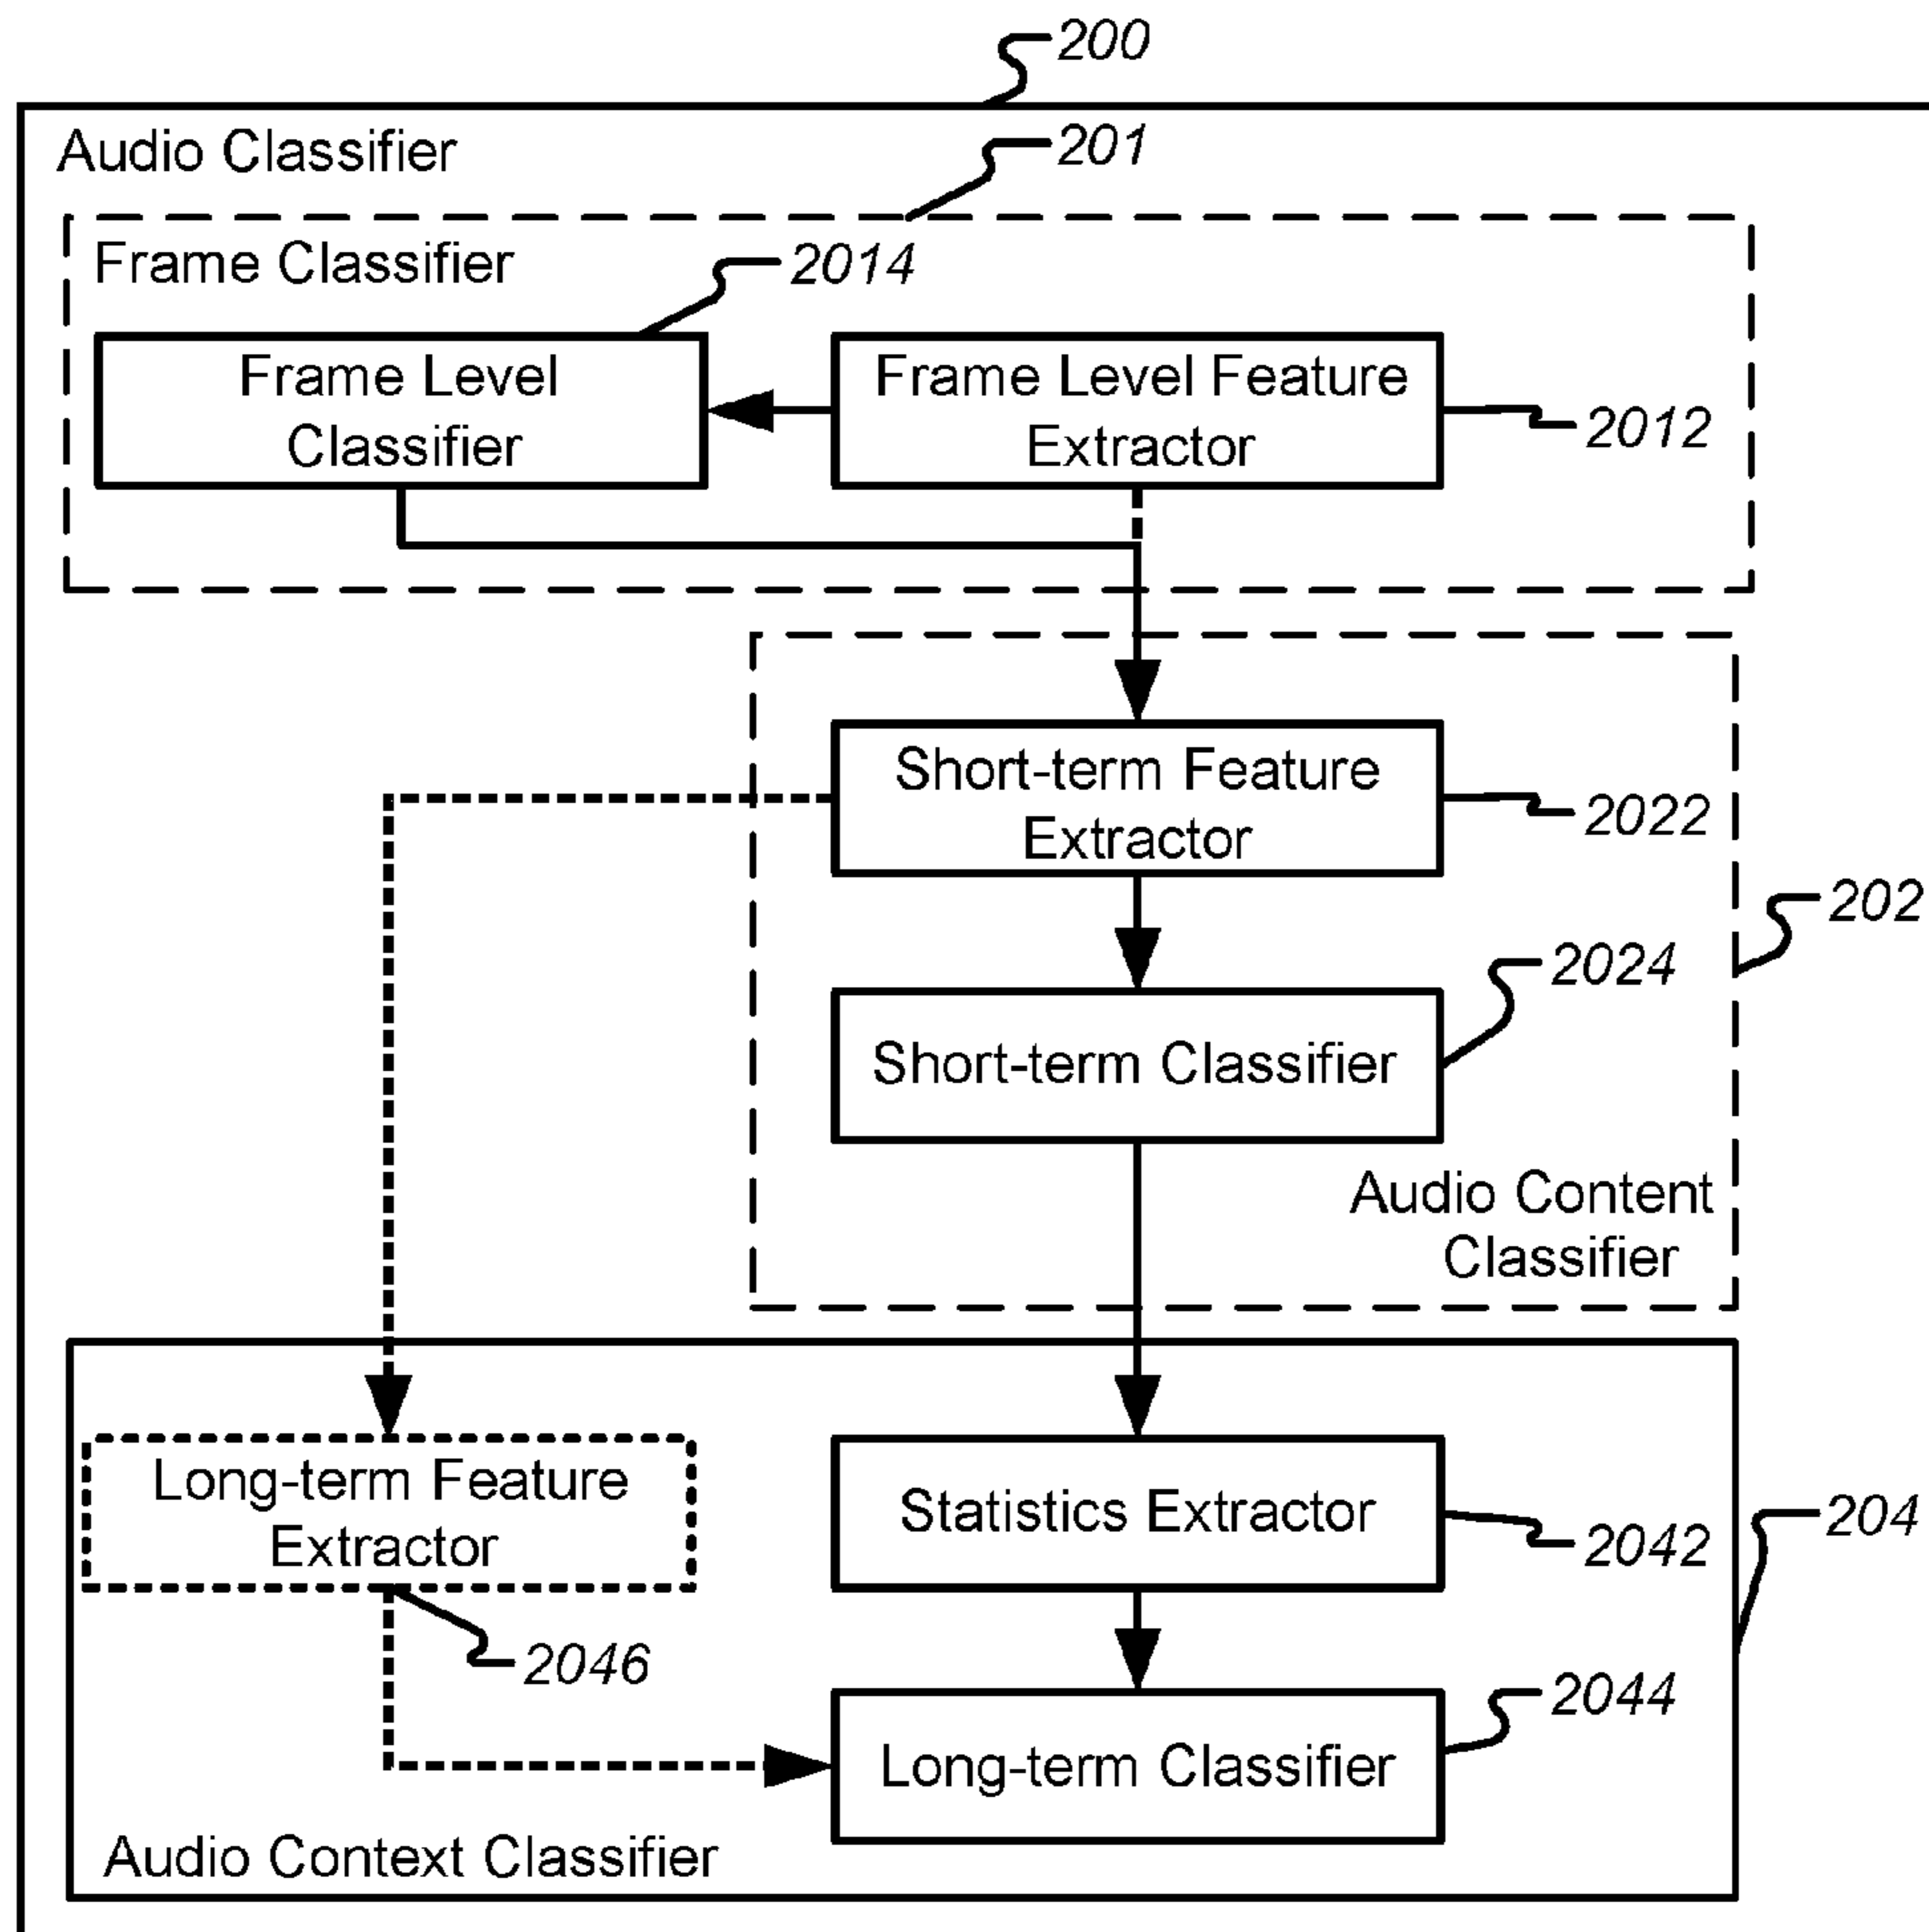 200
Audio Classifier
201
Frame Classifier
2014
Frame Level
Classifier
Frame Level Feature
Extractor
2012
Short-term Feature
Extractor
2022
202
2024
Short-term Classifier
Audio Content
Classifier
Long-term Feature
Extractor
Statistics Extractor
204
2042
2046
2044
Long-term Classifier
Audio Context Classifier